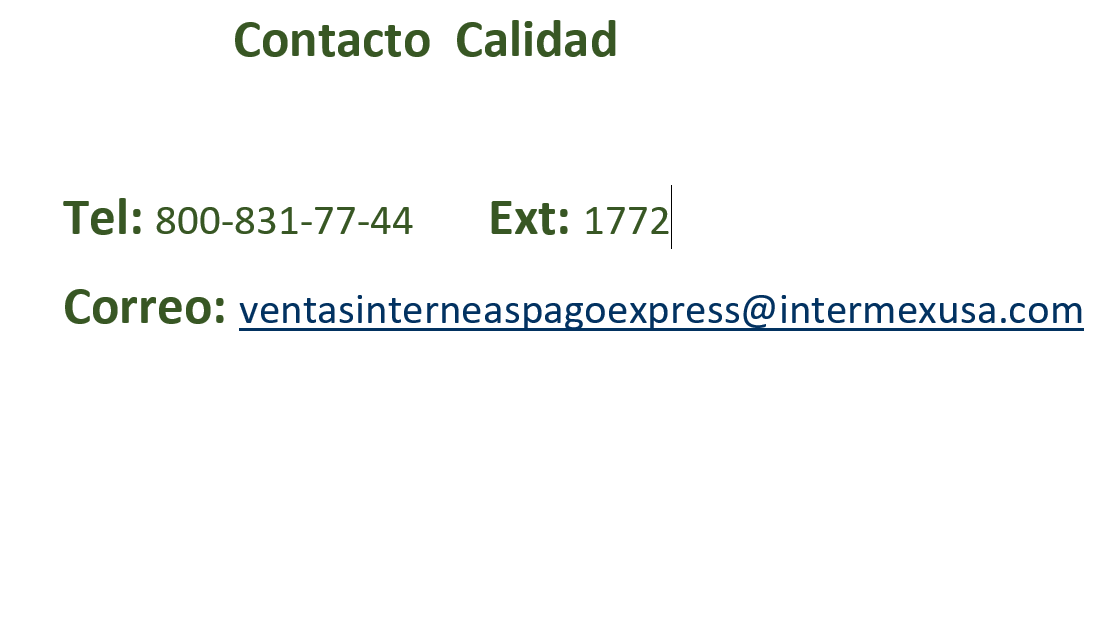 Contacto Calidad
Tel: 800-831-77-44 Ext: 1772
Correo: ventasinterneaspagoexpress@intermexusa.com